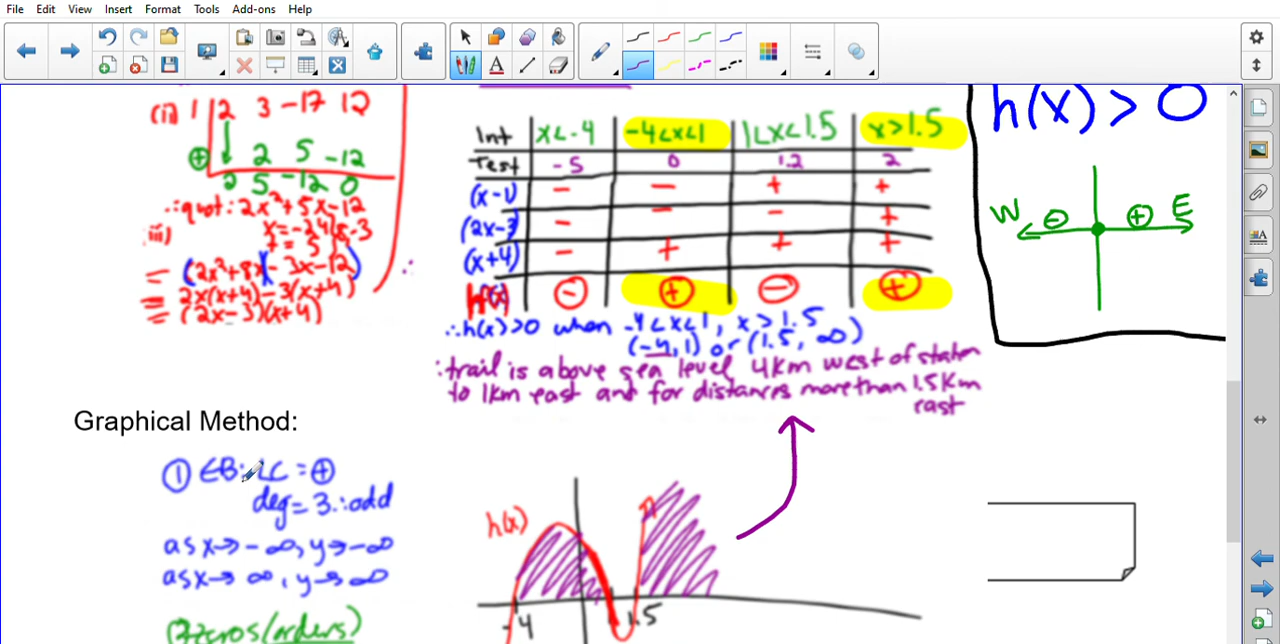 File Edit View Insert Format Tools Add-ons Help
(ii) 1 2 3 -17 12
⊕ 2 5 -12
2 5 -12 0
∴quot: 2x²+5x-12
iii)
= (2x²+8x)(-3x-12)
= 2x(x+4)-3(x+4)
= (2x-3)(x+4)
Int x<-4 -4<x<1 1<x<1.5 x>1.5
Test -5 0 1.2 2
(x-1) - - + +
(2x-3) - - - +
(x+4) - + + +
h(x) ⊖ ⊕ ⊖ ⊕
∴h(x)>0 when -4<x<1, x>1.5
(-4,1) or (1.5, ∞)
∴trail is above sea level 4km west of station
to 1km east and for distances more than 1.5km
east
h(x) > 0
W ⊖ ⊕ E
Graphical Method:
① EB: LC = ⊕
deg = 3 ∴odd
as x→ -∞, y→ -∞
as x→ ∞, y→ ∞
② zeros/orders
h(x)
-4 1.5